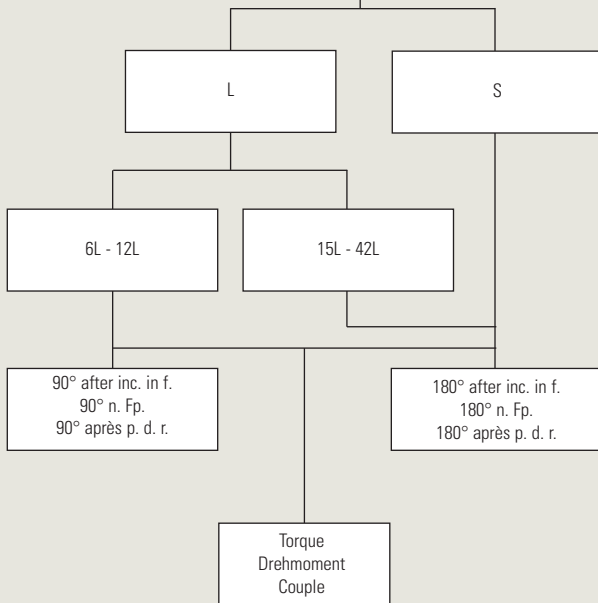 L
S
6L - 12L
15L - 42L
90° after inc. in f.
90° n. Fp.
90° après p. d. r.
180° after inc. in f.
180° n. Fp.
180° après p. d. r.
Torque
Drehmoment
Couple